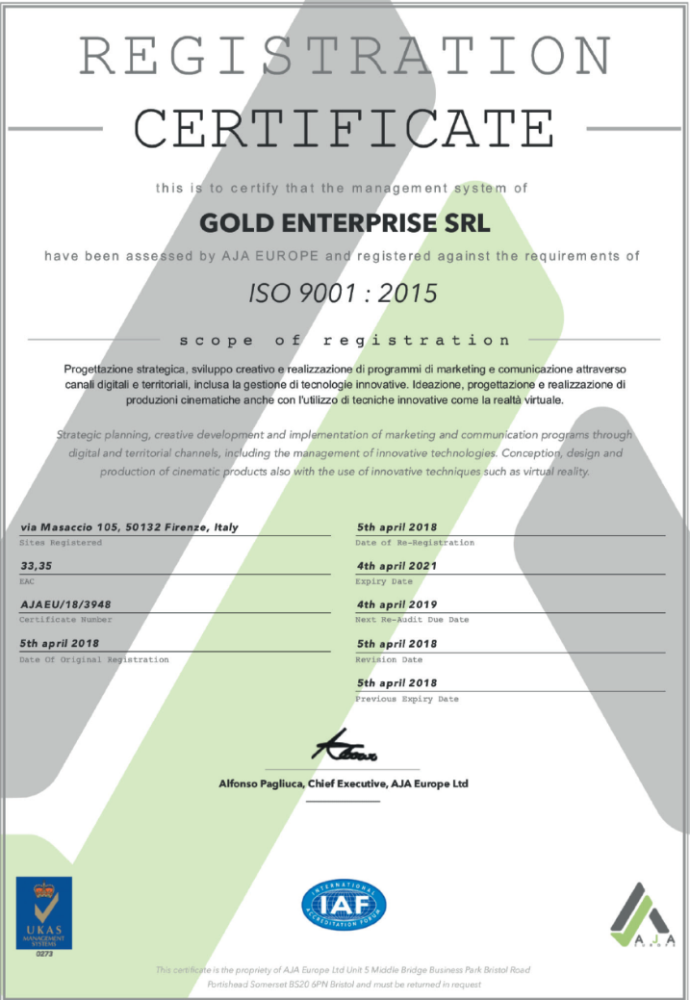 REGISTRATION
CERTIFICATE
this is to certify that the management system of
GOLD ENTERPRISE SRL
have been assessed by AJA EUROPE and registered against the requirements of
ISO 9001 : 2015
scope of registration
Progettazione strategica, sviluppo creativo e realizzazione di programmi di marketing e comunicazione attraverso
canali digitali e territoriali, inclusa la gestione di tecnologie innovative. Ideazione, progettazione e realizzazione di
produzioni cinematiche anche con l'utilizzo di tecniche innovative come la realtà virtuale.
Strategic planning, creative development and implementation of marketing and communication programs through
digital and territorial channels, including the management of innovative technologies. Conception, design and
production of cinematic products also with the use of innovative techniques such as virtual reality.
via Masaccio 105, 50132 Firenze, Italy
Sites Registered
33,35
EAC
AJAEU/18/3948
Certificate Number
5th april 2018
Date Of Original Registration
5th april 2018
Date of Re-Registration
4th april 2021
Expiry Date
4th april 2019
Next Re-Audit Due Date
5th april 2018
Revision Date
5th april 2018
Previous Expiry Date
Alfonso Pagliuca, Chief Executive, AJA Europe Ltd
UKAS
MANAGEMENT
SYSTEMS
0273
INTERNATIONAL
IAF
ACCREDITATION FORUM
AJA
EUROPE
This certificate is the propriety of AJA Europe Ltd Unit 5 Middle Bridge Business Park Bristol Road
Portishead Somerset BS20 6PN Bristol and must be returned in request